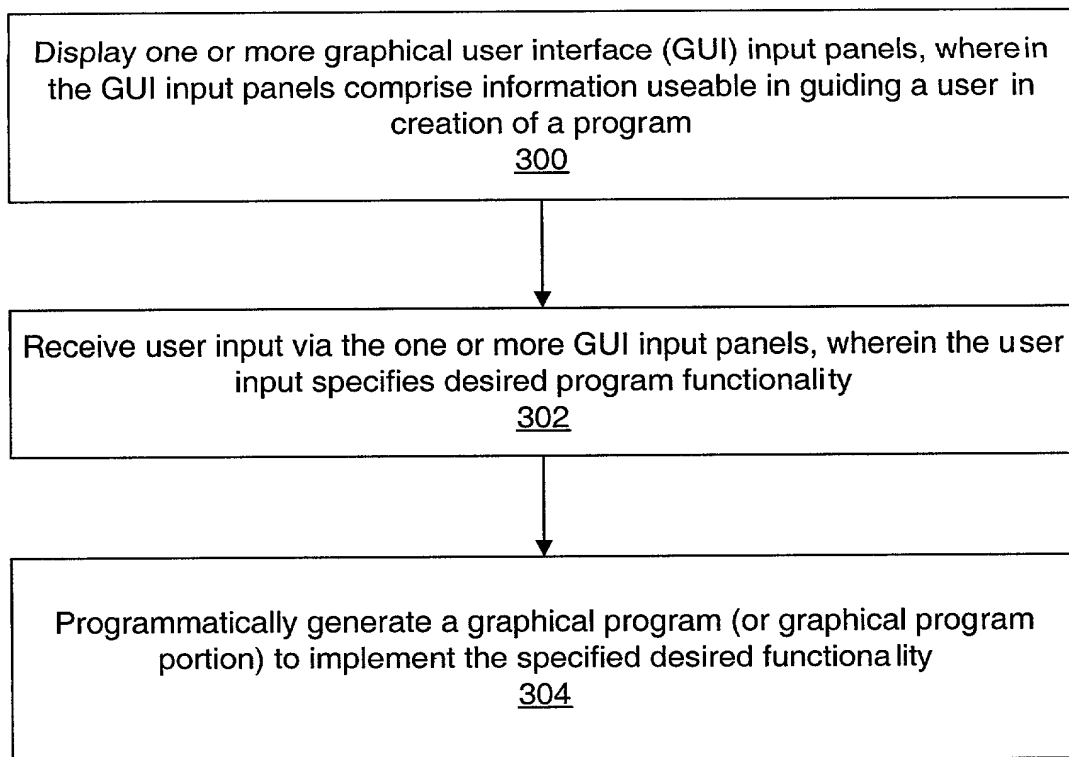 Display one or more graphical user interface (GUI) input panels, wherein
the GUI input panels comprise information useable in guiding a user in
creation of a program
300
Receive user input via the one or more GUI input panels, wherein the user
input specifies desired program functionality
302
Programmatically generate a graphical program (or graphical program
portion) to implement the specified desired functionality
304